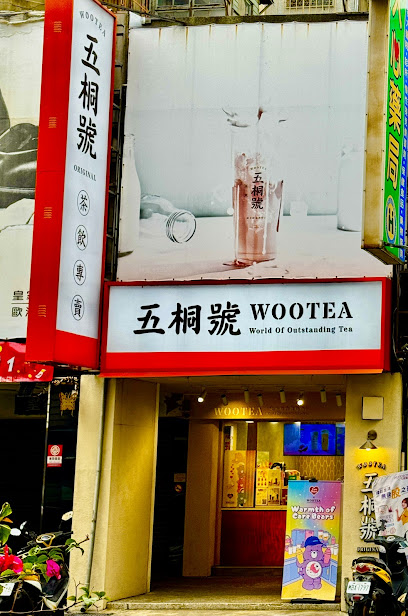 WOOTEA
五桐號
ORIGINAL
茶飲專賣
五桐號
五桐號 WOOTEA
World Of Outstanding Tea
WOOTEA
WOOTEA
五桐號
ORIGINAL
Warmth of
Care Bears